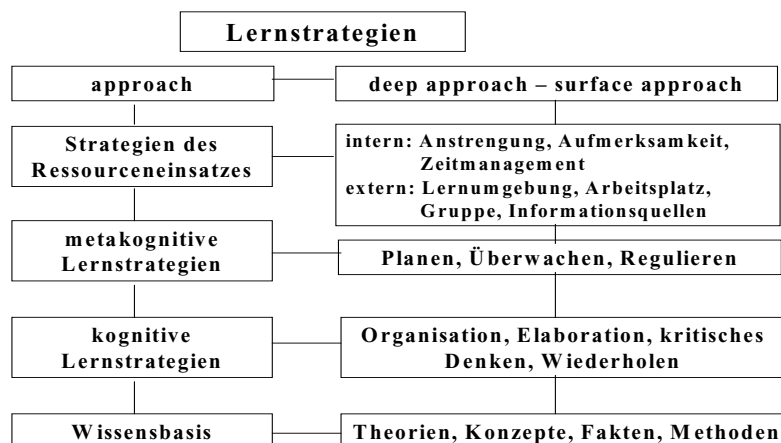 Lernstrategien
approach
deep approach – surface approach
Strategien des
Ressourceneinsatzes
intern: Anstrengung, Aufmerksamkeit,
Zeitmanagement
extern: Lernumgebung, Arbeitsplatz,
Gruppe, Informationsquellen
metakognitive
Lernstrategien
Planen, Überwachen, Regulieren
kognitive
Lernstrategien
Organisation, Elaboration, kritisches
Denken, Wiederholen
Wissensbasis
Theorien, Konzepte, Fakten, Methoden